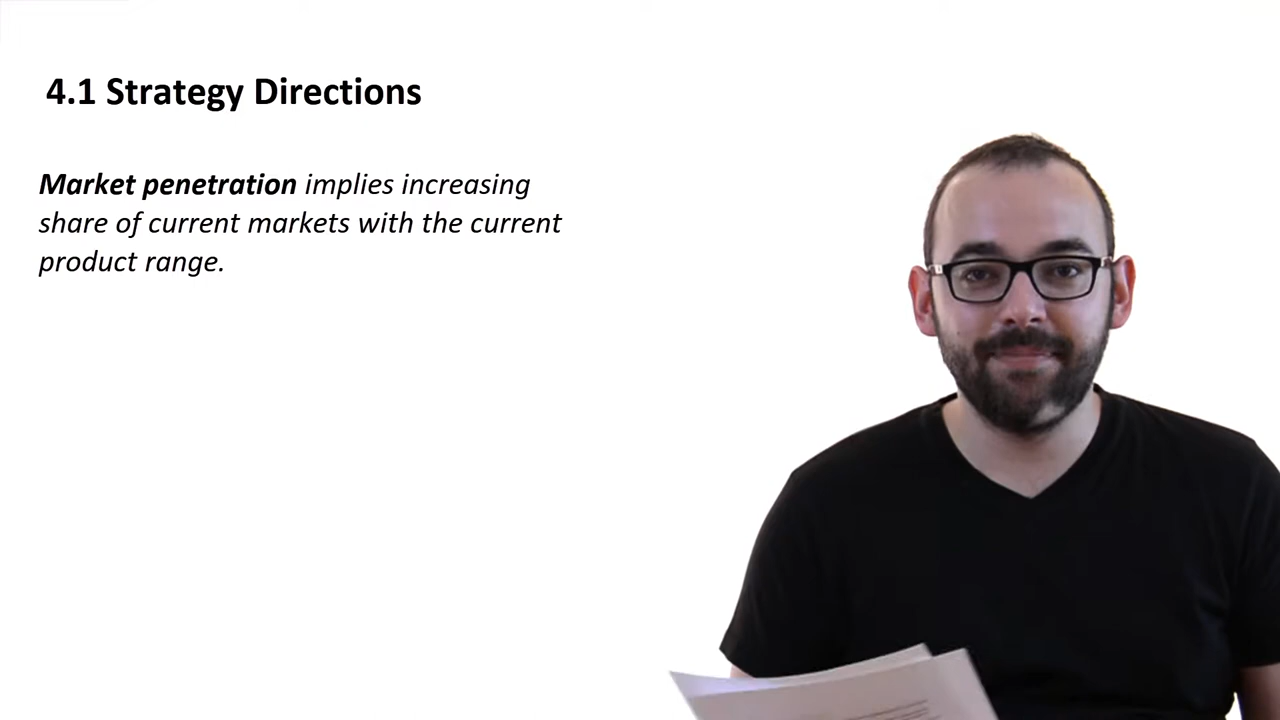 4.1 Strategy Directions
Market penetration implies increasing
share of current markets with the current
product range.